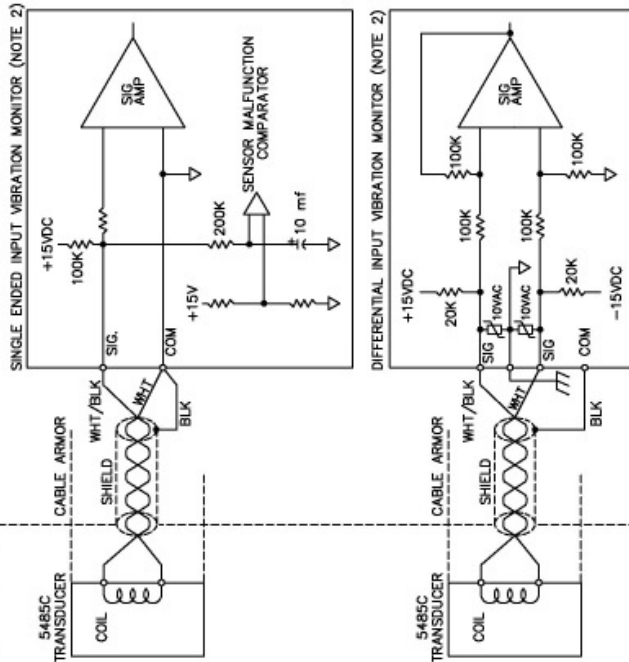 SINGLE ENDED INPUT VIBRATION MONITOR (NOTE 2)
SIG
AMP
SENSOR MALFUNCTION
COMPARATOR
+15VDC
100K
200K
10 mf
+
+15V
SIG.
COM
WHT/BLK
WHT
BLK
CABLE ARMOR
SHIELD
5485C
TRANSDUCER
COIL
DIFFERENTIAL INPUT VIBRATION MONITOR (NOTE 2)
SIG
AMP
100K
100K
100K
100K
+15VDC
20K
10VAC
10VAC
20K
-15VDC
SIG
SIG
COM
WHT/BLK
WHT
BLK
CABLE ARMOR
SHIELD
5485C
TRANSDUCER
COIL